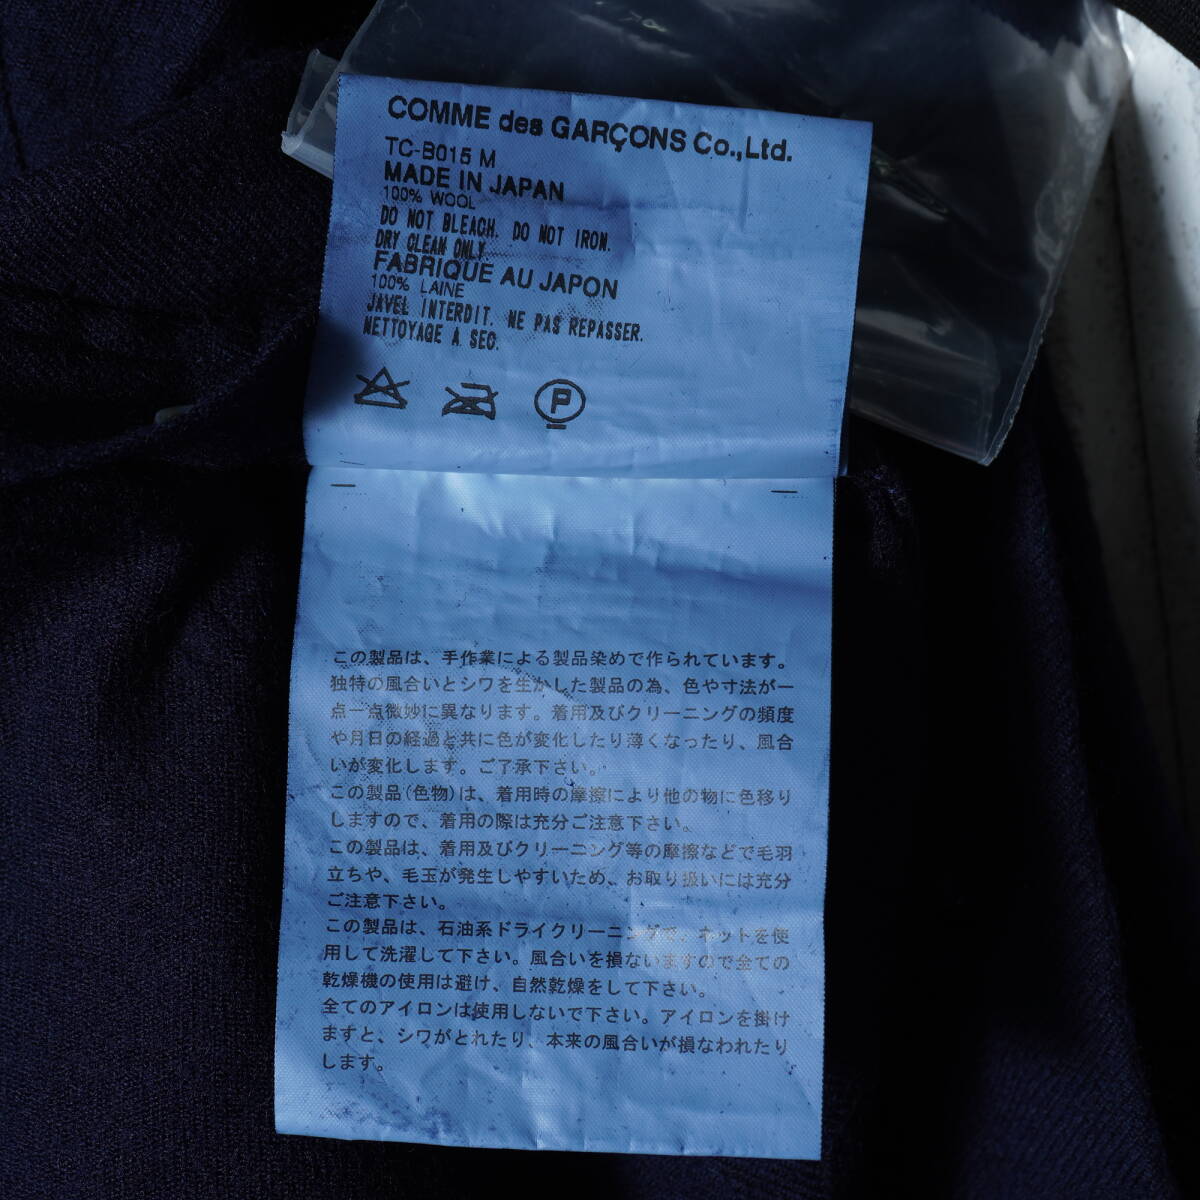 COMME des GARÇONS Co.,Ltd.
TC-B015 M
MADE IN JAPAN
100% WOOL
DO NOT BLEACH. DO NOT IRON.
DRY CLEAN ONLY
FABRIQUE AU JAPON
100% LAINE
JAVEL INTERDIT. NE PAS REPASSER.
NETTOYAGE A SEC.
P
この製品は、手作業による製品染めで作られています。
独特の風合いとシワを生かした製品の為、色や寸法が一
点一点微妙に異なります。着用及びクリーニングの頻度
や月日の経過と共に色が変化したり薄くなったり、風合
いが変化します。ご了承下さい。
この製品(色物)は、着用時の摩擦により他の物に色移り
しますので、着用の際は充分ご注意下さい。
この製品は、着用及びクリーニング等の摩擦などで毛羽
立ちや、毛玉が発生しやすいため、お取り扱いには充分
ご注意下さい。
この製品は、石油系ドライクリーニングで、ネットを使
用して洗濯して下さい。風合いを損ないますので全ての
乾燥機の使用は避け、自然乾燥をして下さい。
全てのアイロンは使用しないで下さい。アイロンを掛け
ますと、シワがとれたり、本来の風合いが損なわれたり
します。